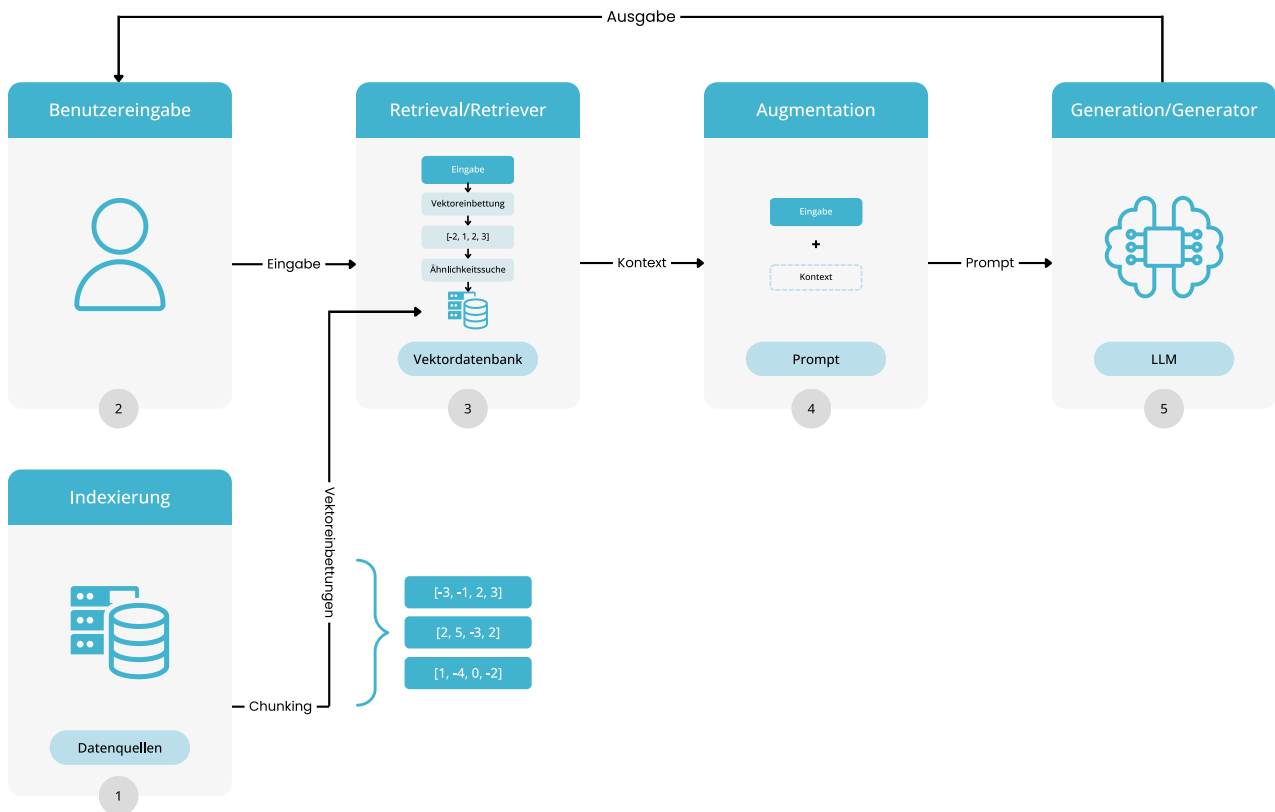 Ausgabe
Benutzereingabe
2
Eingabe
Retrieval/Retriever
Eingabe
Vektoreinbettung
[-2, 1, 2, 3]
Ähnlichkeitssuche
Vektordatenbank
3
Kontext
Augmentation
Eingabe
+
Kontext
Prompt
4
Prompt
Generation/Generator
LLM
5
Indexierung
Datenquellen
1
Chunking
Vektoreinbettungen
[-3, -1, 2, 3]
[2, 5, -3, 2]
[1, -4, 0, -2]